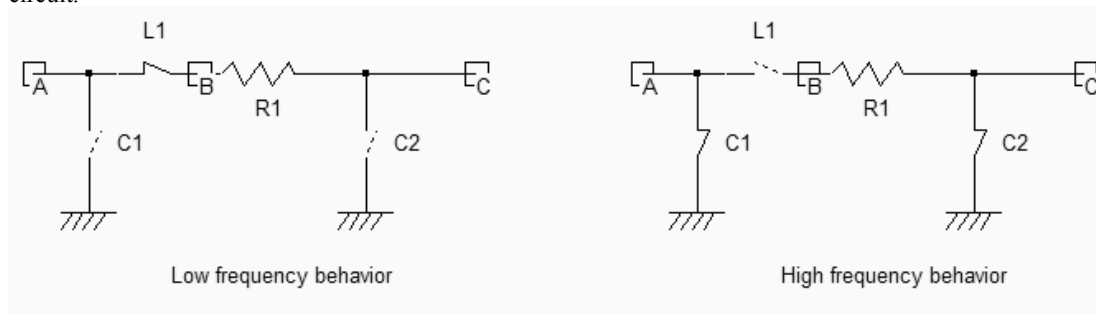 circuit.
L1
L1
A
B
C
A
B
C
R1
R1
C1
C2
C1
C2
Low frequency behavior
High frequency behavior